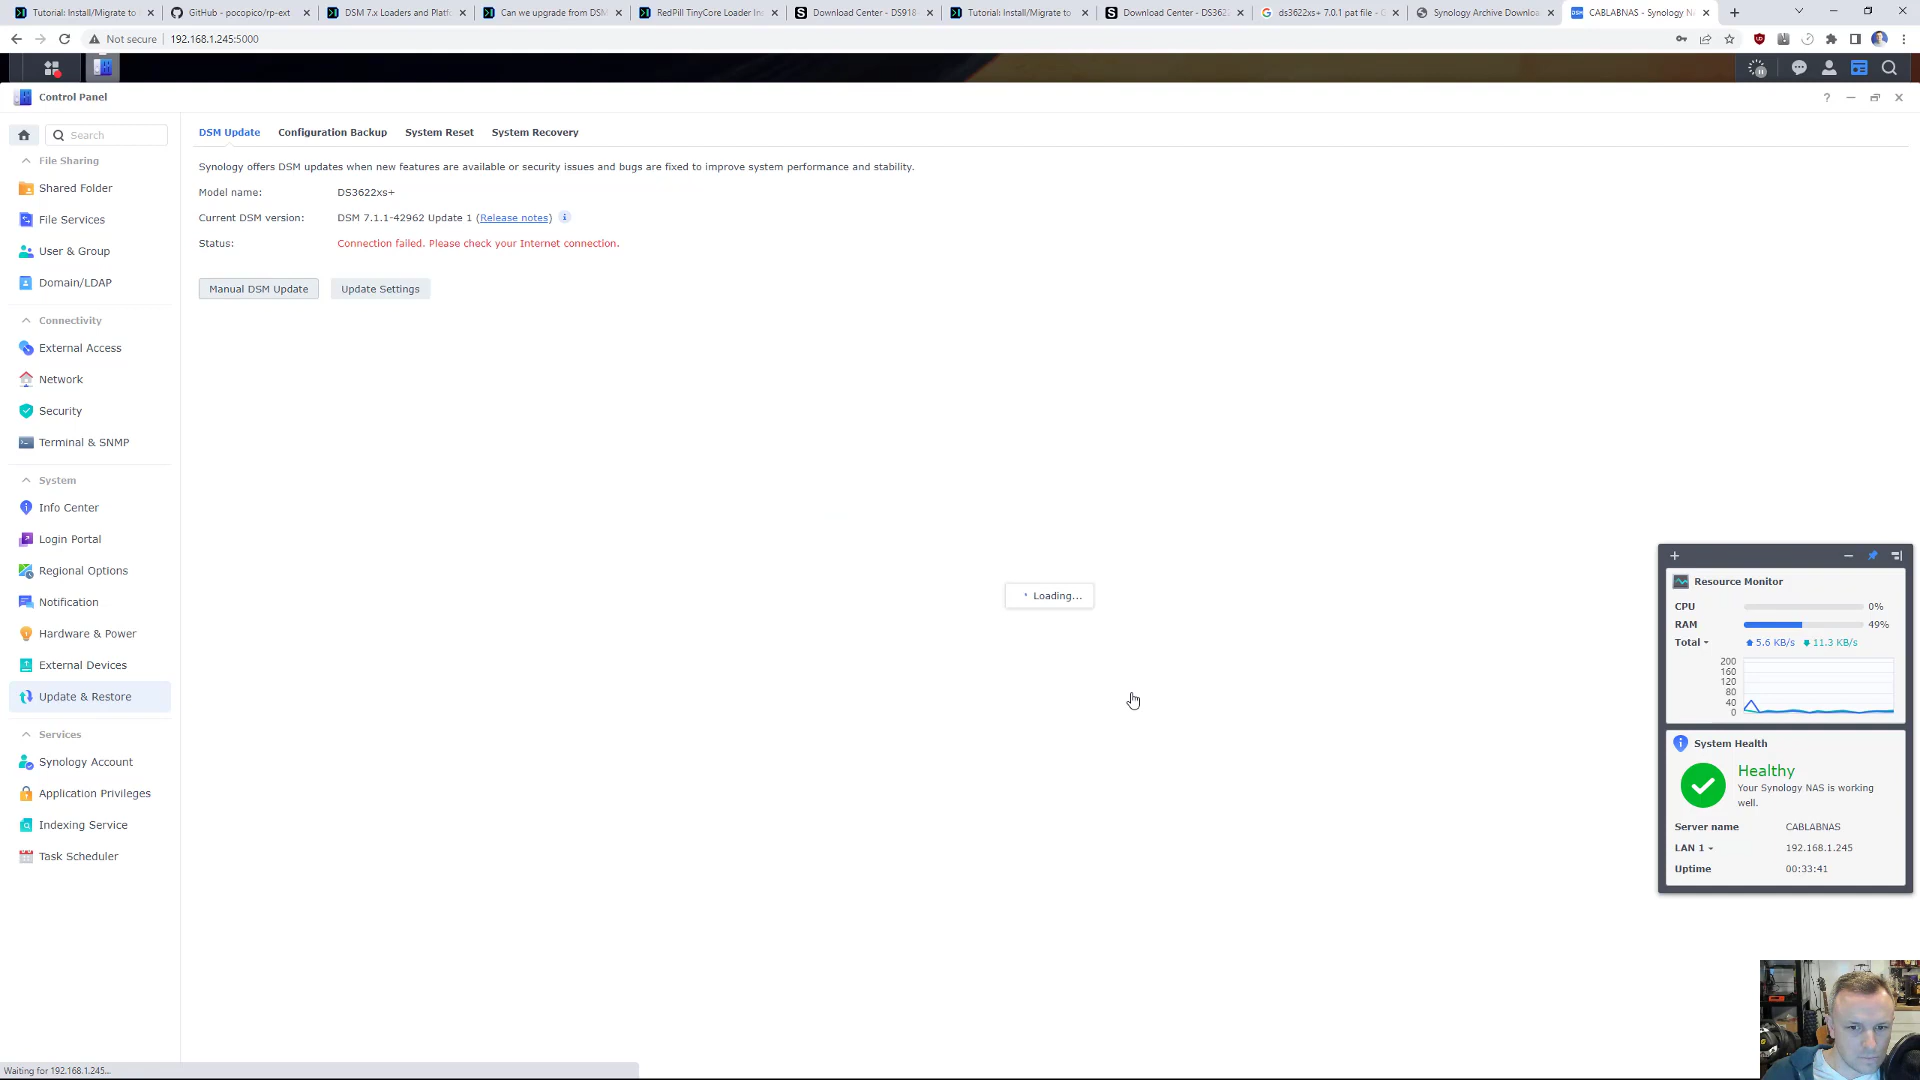 Tutorial: Install/Migrate to
GitHub - pocopico/rp-ext
DSM 7.x Loaders and Platf
Can we upgrade from DSM
RedPill TinyCore Loader In
Download Center - DS918
Tutorial: Install/Migrate to
Download Center - DS362
ds3622xs+ 7.0.1 pat file -
Synology Archive Downloa
CABLABNAS - Synology N
Not secure
192.168.1.245:5000
Control Panel
Search
File Sharing
Shared Folder
File Services
User & Group
Domain/LDAP
Connectivity
External Access
Network
Security
Terminal & SNMP
System
Info Center
Login Portal
Regional Options
Notification
Hardware & Power
External Devices
Update & Restore
Services
Synology Account
Application Privileges
Indexing Service
Task Scheduler
DSM Update
Configuration Backup
System Reset
System Recovery
Synology offers DSM updates when new features are available or security issues and bugs are fixed to improve system performance and stability.
Model name: DS3622xs+
Current DSM version: DSM 7.1.1-42962 Update 1 (Release notes)
Status: Connection failed. Please check your Internet connection.
Manual DSM Update
Update Settings
Loading...
Resource Monitor
CPU 0%
RAM 49%
Total 5.6 KB/s 11.3 KB/s
200
160
120
80
40
0
System Health
Healthy
Your Synology NAS is working
well.
Server name CABLABNAS
LAN 1 192.168.1.245
Uptime 00:33:41
Waiting for 192.168.1.245...